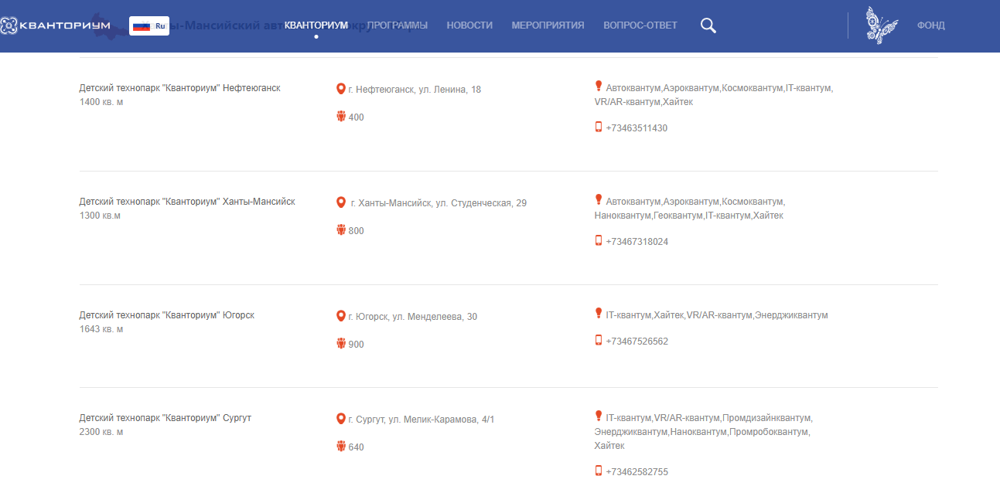 КВАНТОРИУМ
Ru
Ханты-Мансийский автономный округ
КВАНТОРИУМ
ПРОГРАММЫ
НОВОСТИ
МЕРОПРИЯТИЯ
ВОПРОС-ОТВЕТ
ФОНД
Детский технопарк "Кванториум" Нефтеюганск
1400 кв. м
г. Нефтеюганск, ул. Ленина, 18
400
Автоквантум,Аэроквантум,Космоквантум,IT-квантум,
VR/AR-квантум,Хайтек
+73463511430
Детский технопарк "Кванториум" Ханты-Мансийск
1300 кв.м
г. Ханты-Мансийск, ул. Студенческая, 29
800
Автоквантум,Аэроквантум,Космоквантум,
Наноквантум,Геоквантум,IT-квантум,Хайтек
+73467318024
Детский технопарк "Кванториум" Югорск
1643 кв. м
г. Югорск, ул. Менделеева, 30
900
IT-квантум,Хайтек,VR/AR-квантум,Энерджиквантум
+73467526562
Детский технопарк "Кванториум" Сургут
2300 кв. м
г. Сургут, ул. Мелик-Карамова, 4/1
640
IT-квантум,VR/AR-квантум,Промдизайнквантум,
Энерджиквантум,Наноквантум,Промробоквантум,
Хайтек
+73462582755